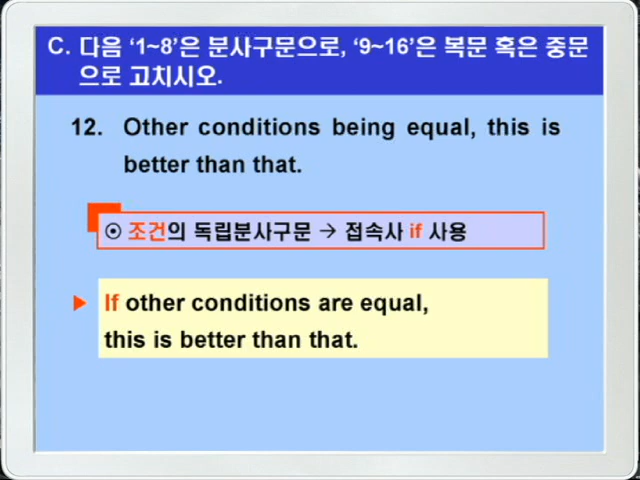 C. 다음 ‘1~8’은 분사구문으로, ‘9~16’은 복문 혹은 중문
으로 고치시오.
12. Other conditions being equal, this is
better than that.
⊙ 조건의 독립분사구문 → 접속사 if 사용
▶ If other conditions are equal,
this is better than that.